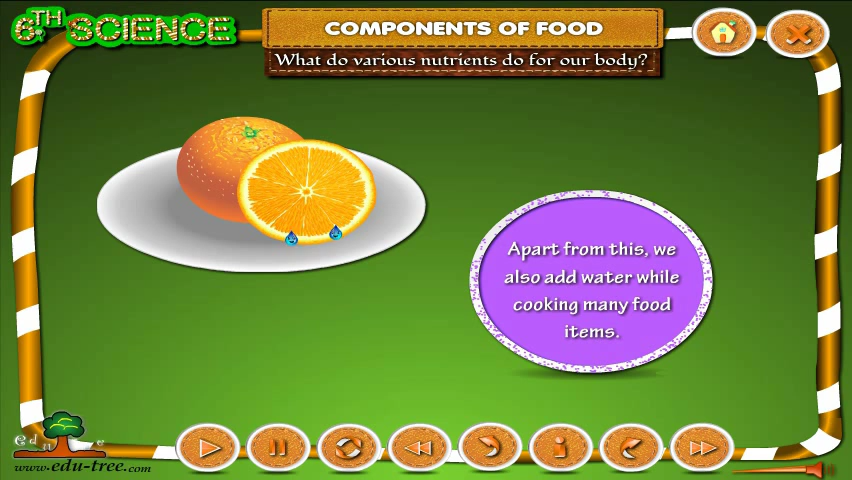 6TH SCIENCE
COMPONENTS OF FOOD
What do various nutrients do for our body?
Apart from this, we
also add water while
cooking many food
items.
www.edu-tree.com